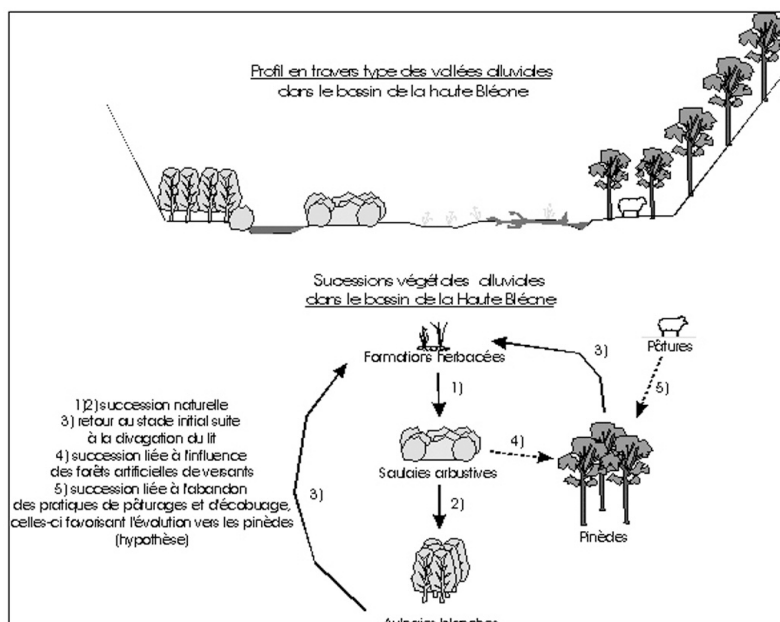 Profil en travers type des vallées alluviales
dans le bassin de la haute Bléone
Sucessions végétales alluviales
dans le bassin de la Haute Bléone
Formations herbacées
Pâtures
3)
1)
5)
1)2) succession naturelle
3) retour au stade initial suite
à la divagation du lit
4) succession liée à l'influence
des forêts artificielles de versants
5) succession liée à l'abandon
des pratiques de pâturages et d'écobuage,
celles-ci favorisant l'évolution vers les pinèdes
(hypothèse)
4)
Saulaies arbustives
3)
2)
Pinèdes